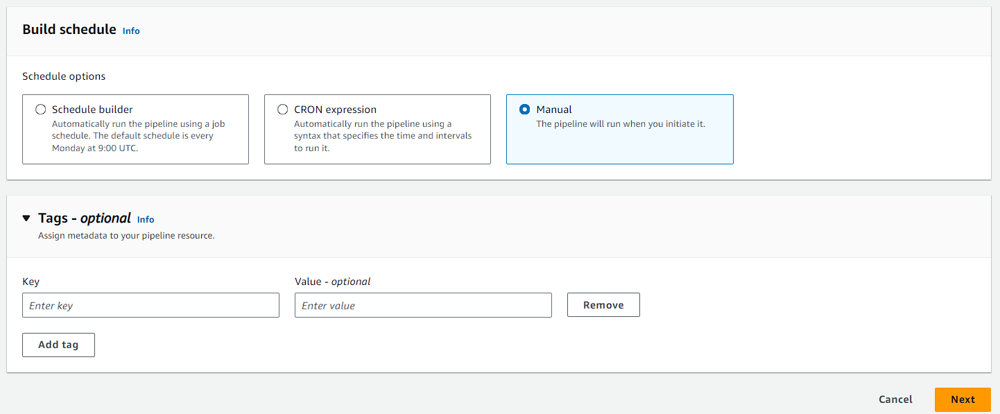 Build schedule Info
Schedule options
Schedule builder
Automatically run the pipeline using a job
schedule. The default schedule is every
Monday at 9:00 UTC.
CRON expression
Automatically run the pipeline using a
syntax that specifies the time and intervals
to run it.
Manual
The pipeline will run when you initiate it.
Tags - optional Info
Assign metadata to your pipeline resource.
Key
Value - optional
Enter key
Enter value
Remove
Add tag
Cancel
Next